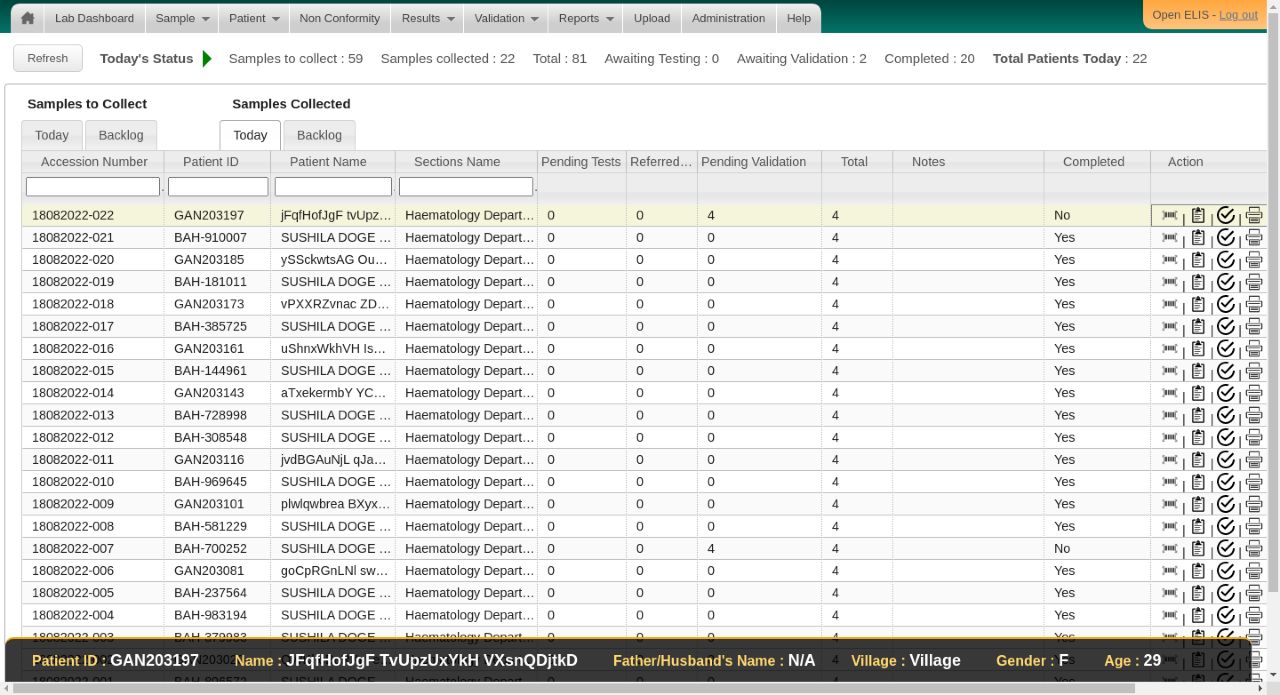 Lab Dashboard Sample Patient Non Conformity Results Validation Reports Upload Administration Help Open ELIS - Log out
Refresh Today's Status Samples to collect : 59 Samples collected : 22 Total : 81 Awaiting Testing : 0 Awaiting Validation : 2 Completed : 20 Total Patients Today : 22
Samples to Collect Samples Collected
Today Backlog Today Backlog
Accession Number Patient ID Patient Name Sections Name Pending Tests Referred… Pending Validation Total Notes Completed Action
18082022-022 GAN203197 jFqfHofJgF tvUpz… Haematology Depart… 0 0 4 4 No
18082022-021 BAH-910007 SUSHILA DOGE … Haematology Depart… 0 0 0 4 Yes
18082022-020 GAN203185 ySSckwtsAG Ou… Haematology Depart… 0 0 0 4 Yes
18082022-019 BAH-181011 SUSHILA DOGE … Haematology Depart… 0 0 0 4 Yes
18082022-018 GAN203173 vPXXRZvnac ZD… Haematology Depart… 0 0 0 4 Yes
18082022-017 BAH-385725 SUSHILA DOGE … Haematology Depart… 0 0 0 4 Yes
18082022-016 GAN203161 uShnxWkhVH Is… Haematology Depart… 0 0 0 4 Yes
18082022-015 BAH-144961 SUSHILA DOGE … Haematology Depart… 0 0 0 4 Yes
18082022-014 GAN203143 aTxekermbY YC… Haematology Depart… 0 0 0 4 Yes
18082022-013 BAH-728998 SUSHILA DOGE … Haematology Depart… 0 0 0 4 Yes
18082022-012 BAH-308548 SUSHILA DOGE … Haematology Depart… 0 0 0 4 Yes
18082022-011 GAN203116 jvdBGAuNjL qJa… Haematology Depart… 0 0 0 4 Yes
18082022-010 BAH-969645 SUSHILA DOGE … Haematology Depart… 0 0 0 4 Yes
18082022-009 GAN203101 plwlqwbrea BXyx… Haematology Depart… 0 0 0 4 Yes
18082022-008 BAH-581229 SUSHILA DOGE … Haematology Depart… 0 0 0 4 Yes
18082022-007 BAH-700252 SUSHILA DOGE … Haematology Depart… 0 0 4 4 No
18082022-006 GAN203081 goCpRGnLNl sw… Haematology Depart… 0 0 0 4 Yes
18082022-005 BAH-237564 SUSHILA DOGE … Haematology Depart… 0 0 0 4 Yes
18082022-004 BAH-983194 SUSHILA DOGE … Haematology Depart… 0 0 0 4 Yes
18082022-003 BAH-379983 SUSHILA DOGE … Haematology Depart… 0 0 0 4 Yes
Patient ID : GAN203197 Name : JFqfHofJgF TvUpzUxYkH VXsnQDjtkD Father/Husband's Name : N/A Village : Village Gender : F Age : 29